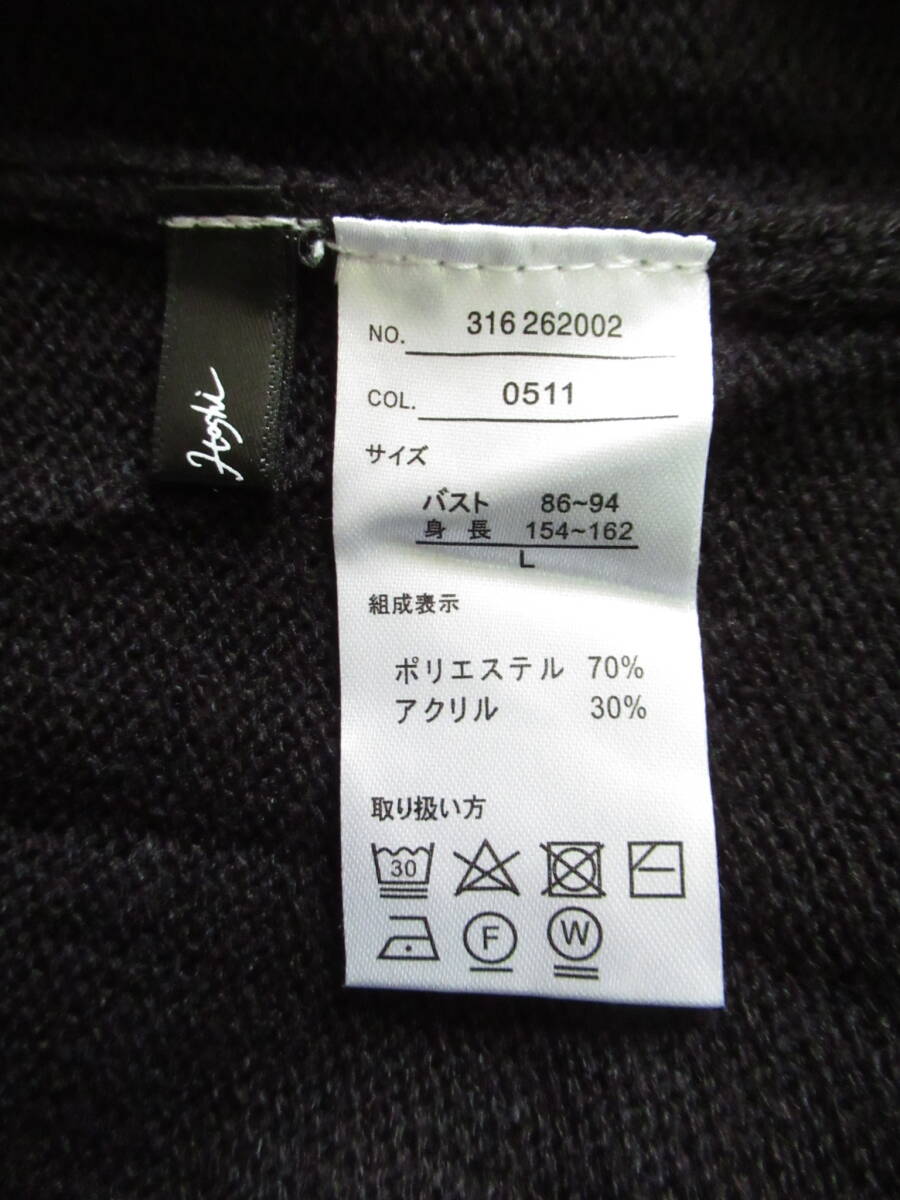 Hoshi
NO. 316 262002
COL. 0511
サイズ
バスト 86~94
身 長 154~162
L
組成表示
ポリエステル 70%
アクリル 30%
取り扱い方
30
F W